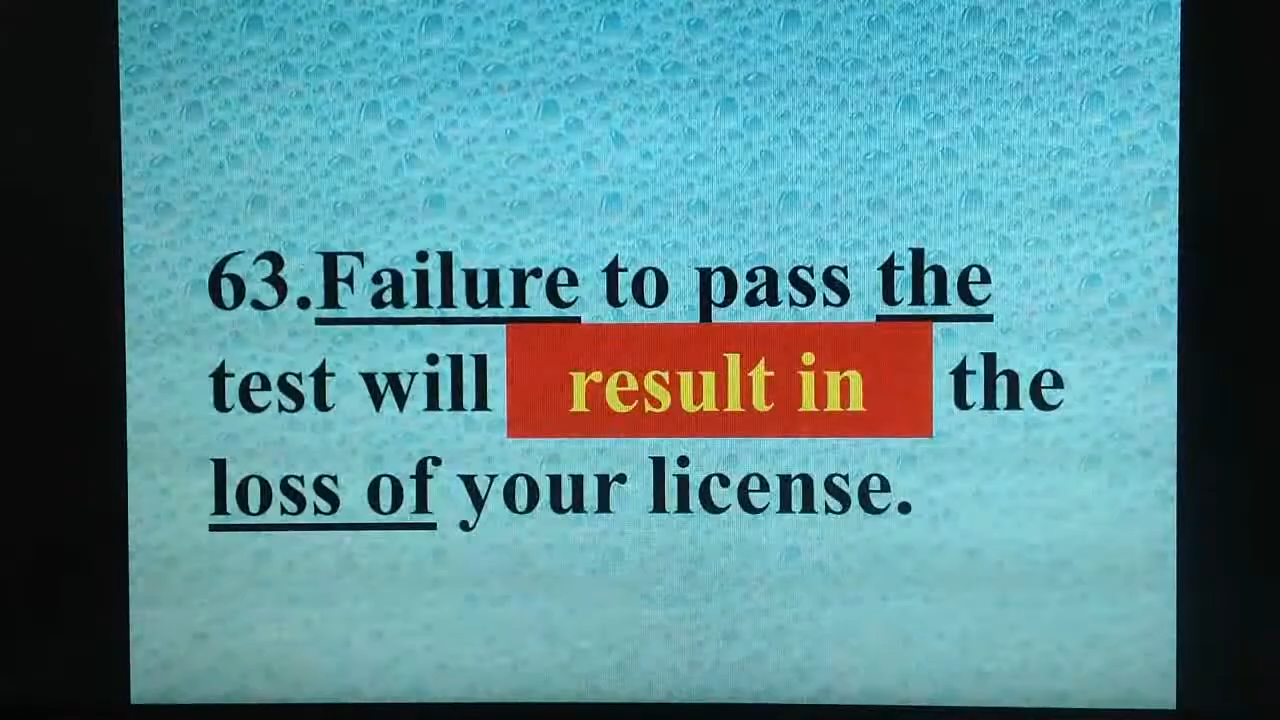 63.Failure to pass the
test will result in the
loss of your license.